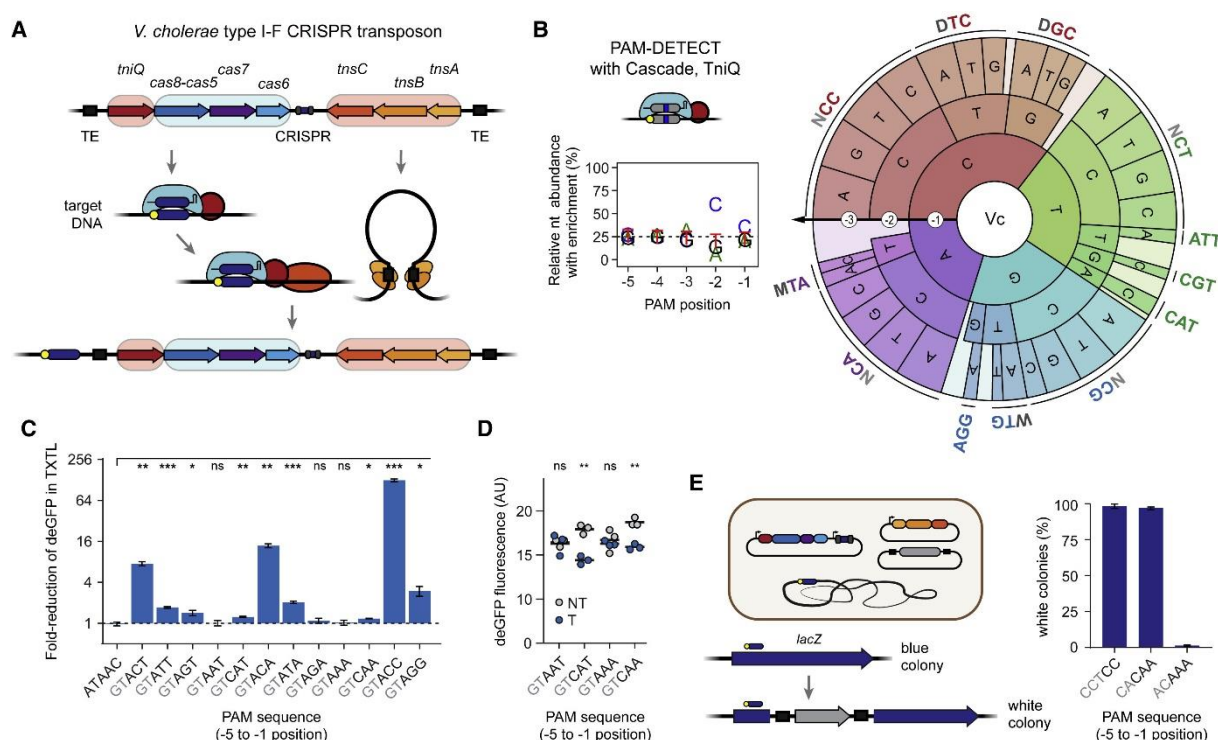 A
V. cholerae type I-F CRISPR transposon
tniQ
cas8-cas5
cas7
cas6
tnsC
tnsB
tnsA
TE
CRISPR
TE
target
DNA
B
PAM-DETECT
with Cascade, TniQ
Relative nt abundance
with enrichment (%)
100
75
50
25
0
C
C
-5
-4
-3
-2
-1
PAM position
Vc
-3
-2
-1
C
T
G
A
NCC
DTC
DGC
NCT
ATT
CGT
CAT
NCG
WTG
AGG
NCA
MTA
C
Fold-reduction of deGFP in TXTL
256
64
16
4
1
** *** * ns ** ** *** ns ns * *** *
ATAAC
GTACT
GTATT
GTAGT
GTAAT
GTCAT
GTACA
GTATA
GTAGA
GTAAA
GTCAA
GTACC
GTAGG
PAM sequence
(-5 to -1 position)
D
deGFP fluorescence (AU)
20
15
10
0
ns ** ns **
NT
T
GTAAT
GTCAT
GTAAA
GTCAA
PAM sequence
(-5 to -1 position)
E
lacZ
blue
colony
white
colony
white colonies (%)
100
75
50
25
0
CCTCC
CACAA
ACAAA
PAM sequence
(-5 to -1 position)